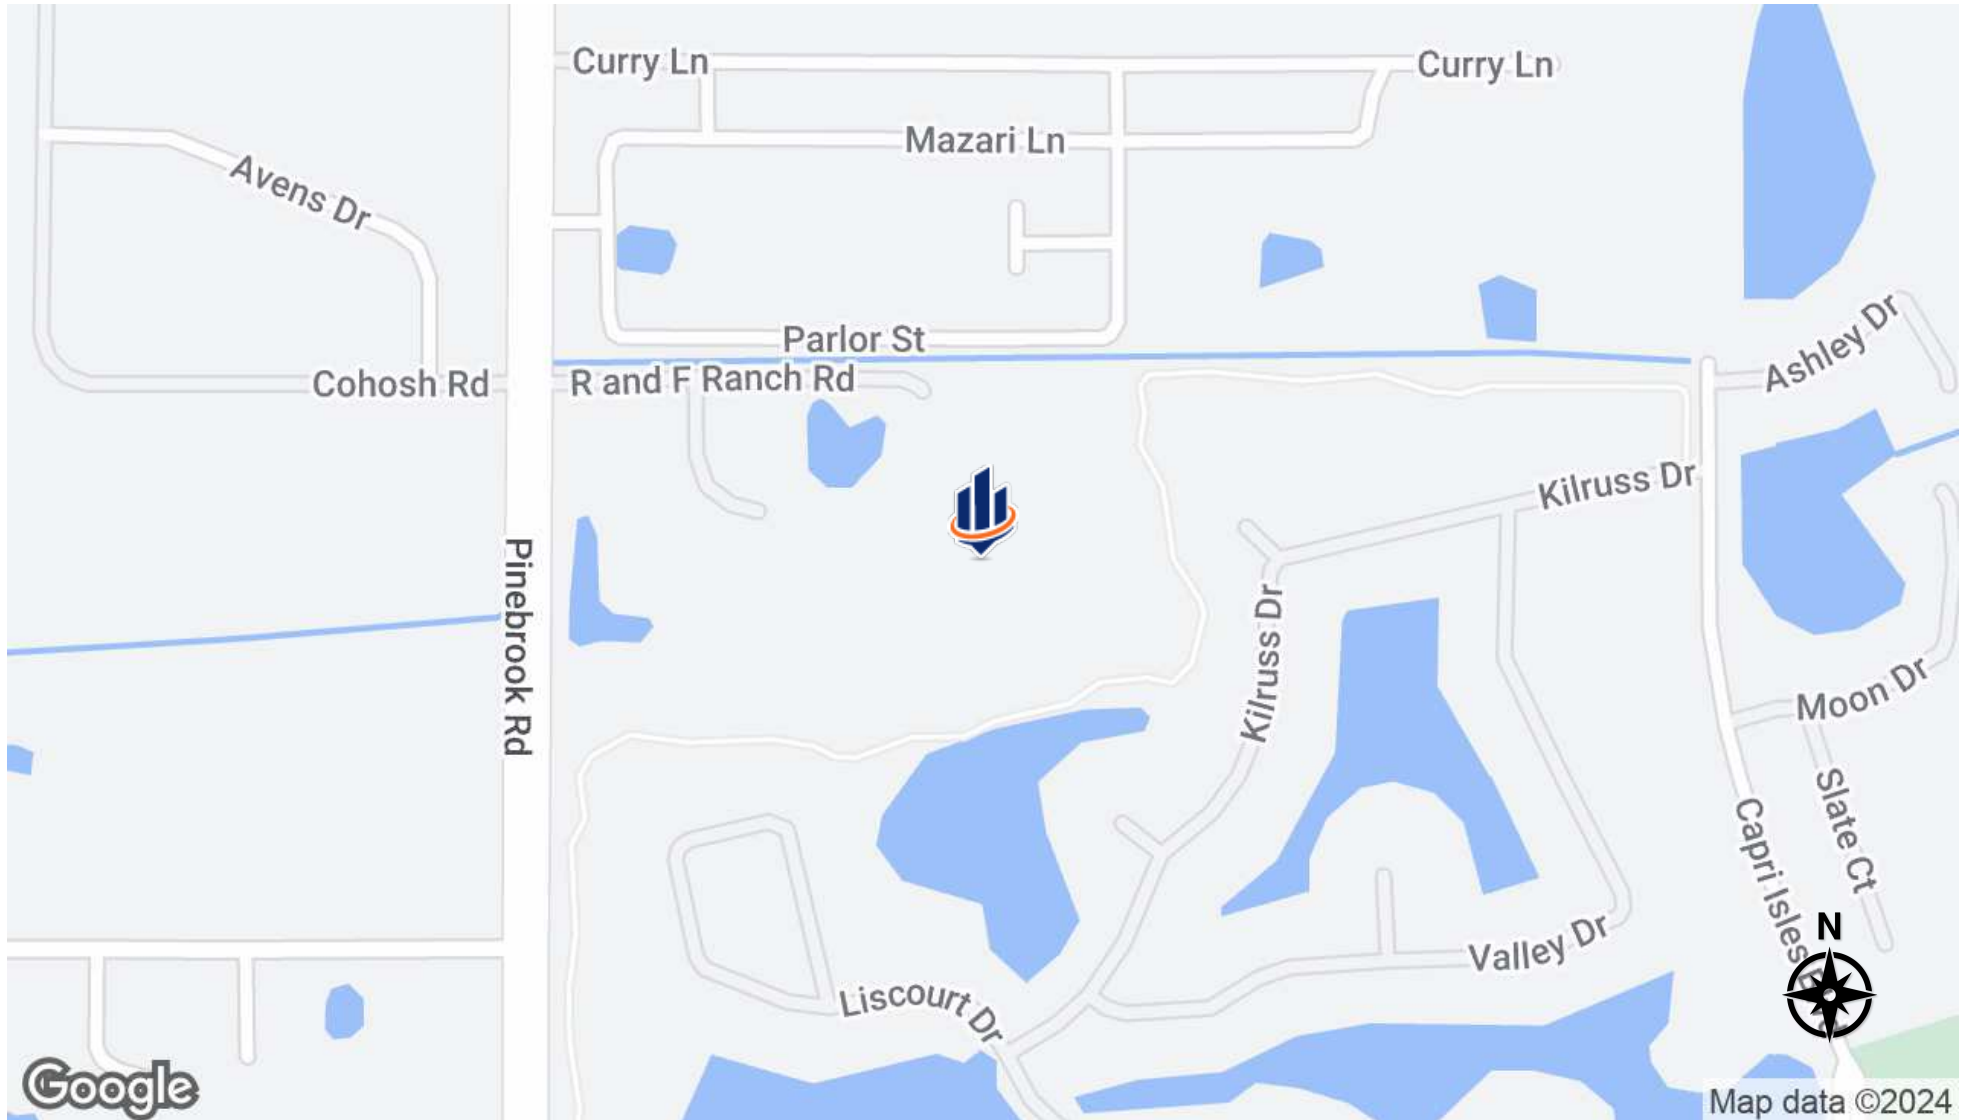 Curry Ln
Curry Ln
Mazari Ln
Avens Dr
Parlor St
Ashley Dr
Cohosh Rd
R and F Ranch Rd
Kilruss Dr
Pinebrook Rd
Kilruss Dr
Moon Dr
Slate Ct
Capri Isles
N
Valley Dr
Liscourt Dr
Google
Map data ©2024